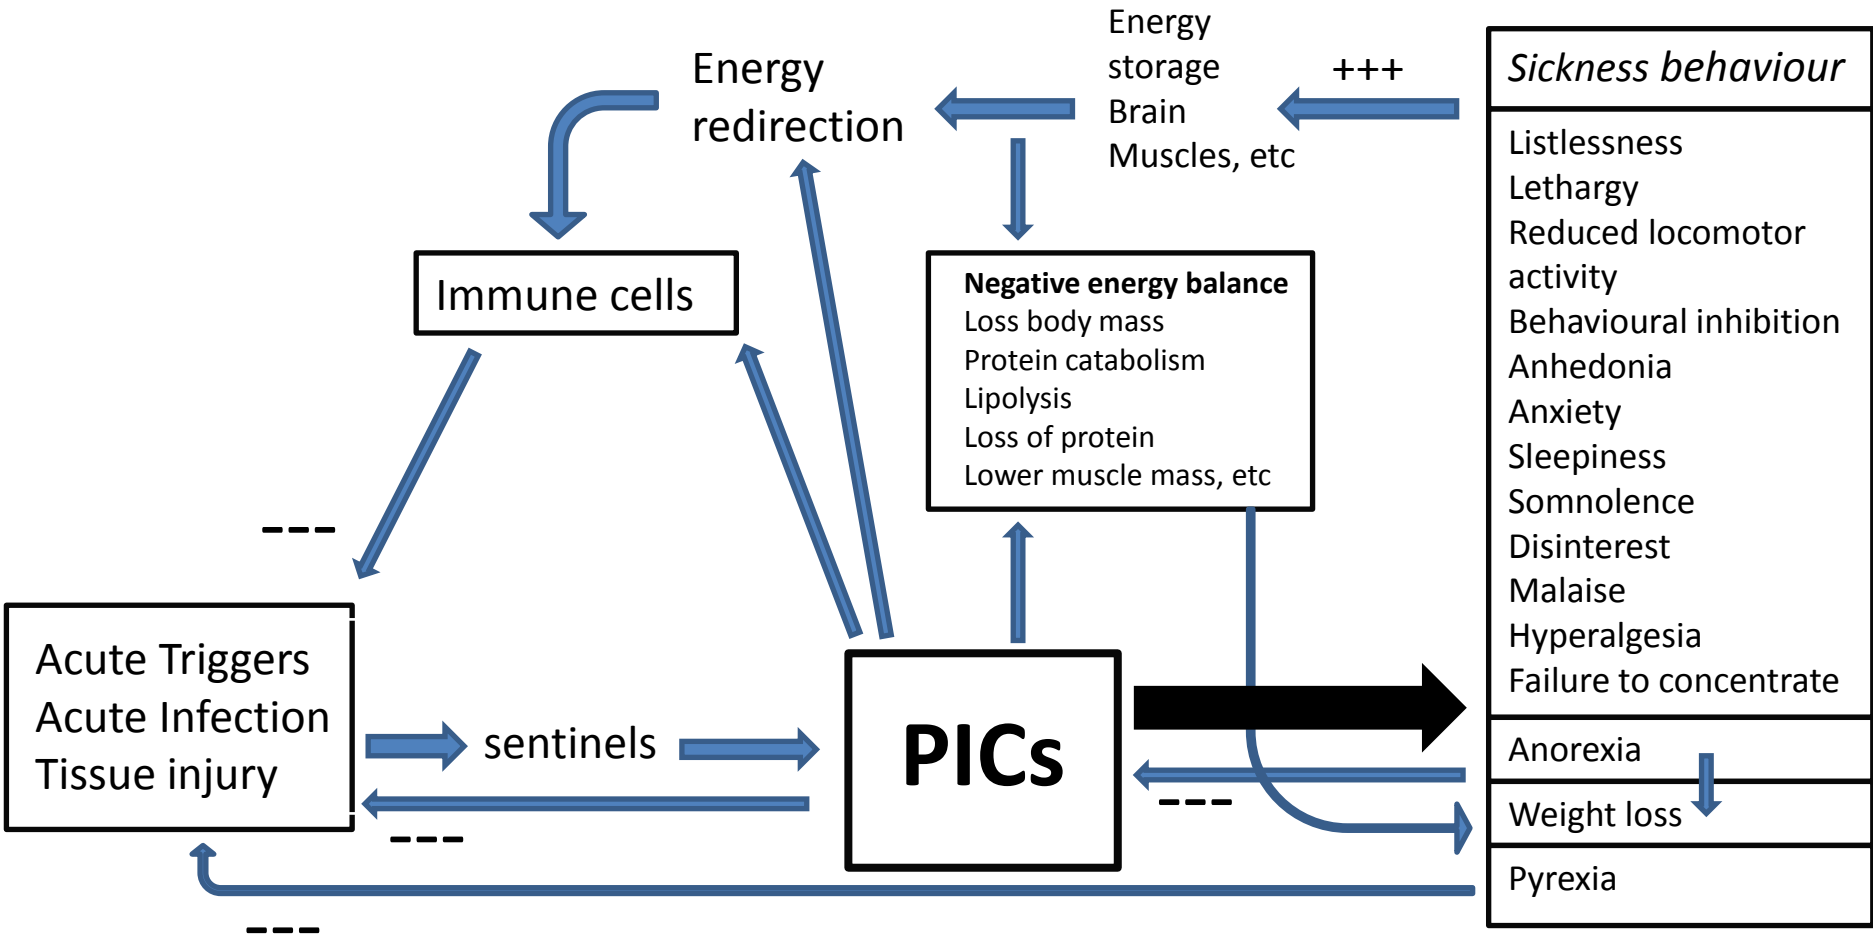 Energy
storage
Brain
Muscles, etc
+++
Energy
redirection
Sickness behaviour
Listlessness
Lethargy
Reduced locomotor
activity
Behavioural inhibition
Anhedonia
Anxiety
Sleepiness
Somnolence
Disinterest
Malaise
Hyperalgesia
Failure to concentrate
Anorexia
Weight loss
Pyrexia
Immune cells
Negative energy balance
Loss body mass
Protein catabolism
Lipolysis
Loss of protein
Lower muscle mass, etc
---
Acute Triggers
Acute Infection
Tissue injury
sentinels
PICs
---
---
---